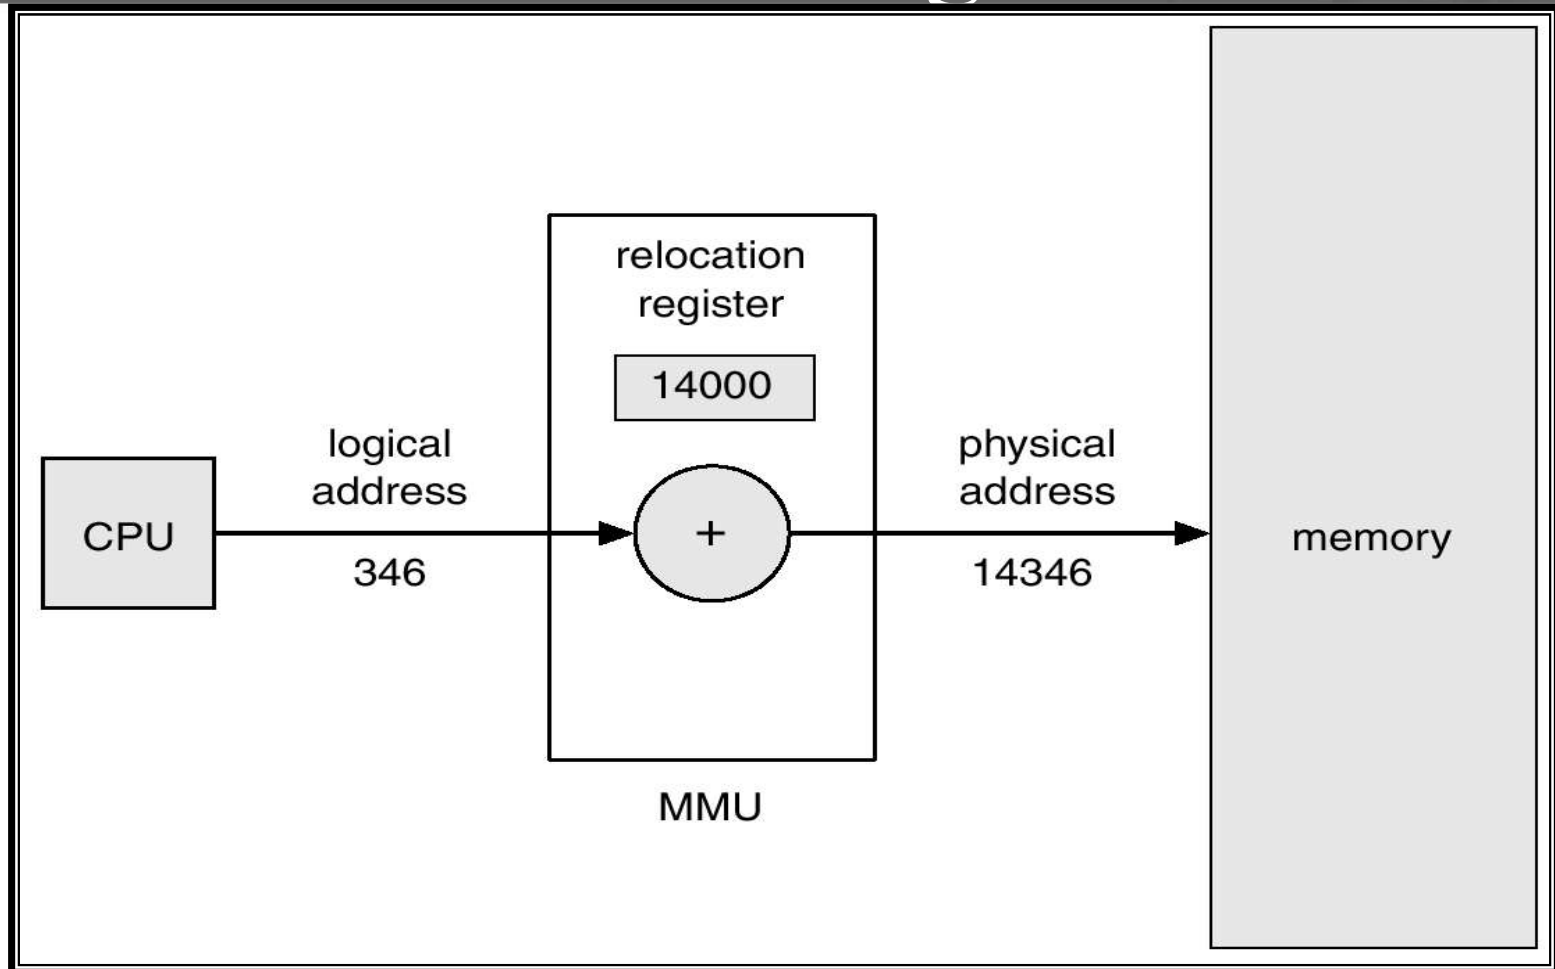 relocation
register
14000
logical
address
346
CPU
+
physical
address
14346
memory
MMU